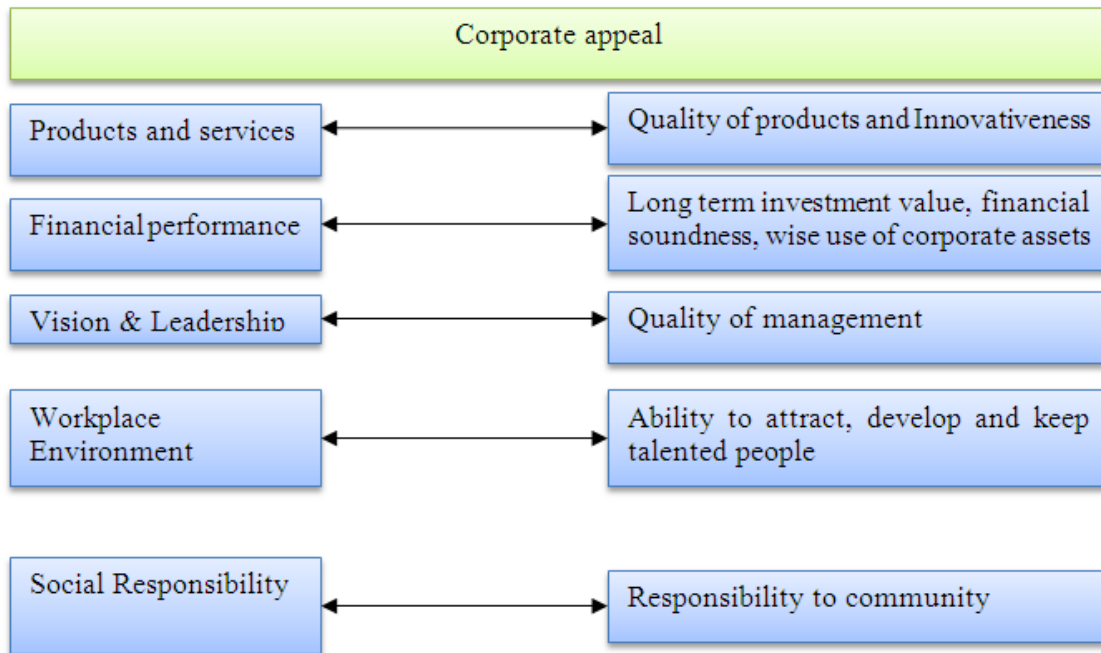 Corporate appeal
Products and services
Quality of products and Innovativeness
Financial performance
Long term investment value, financial
soundness, wise use of corporate assets
Vision & Leadership
Quality of management
Workplace
Environment
Ability to attract, develop and keep
talented people
Social Responsibility
Responsibility to community